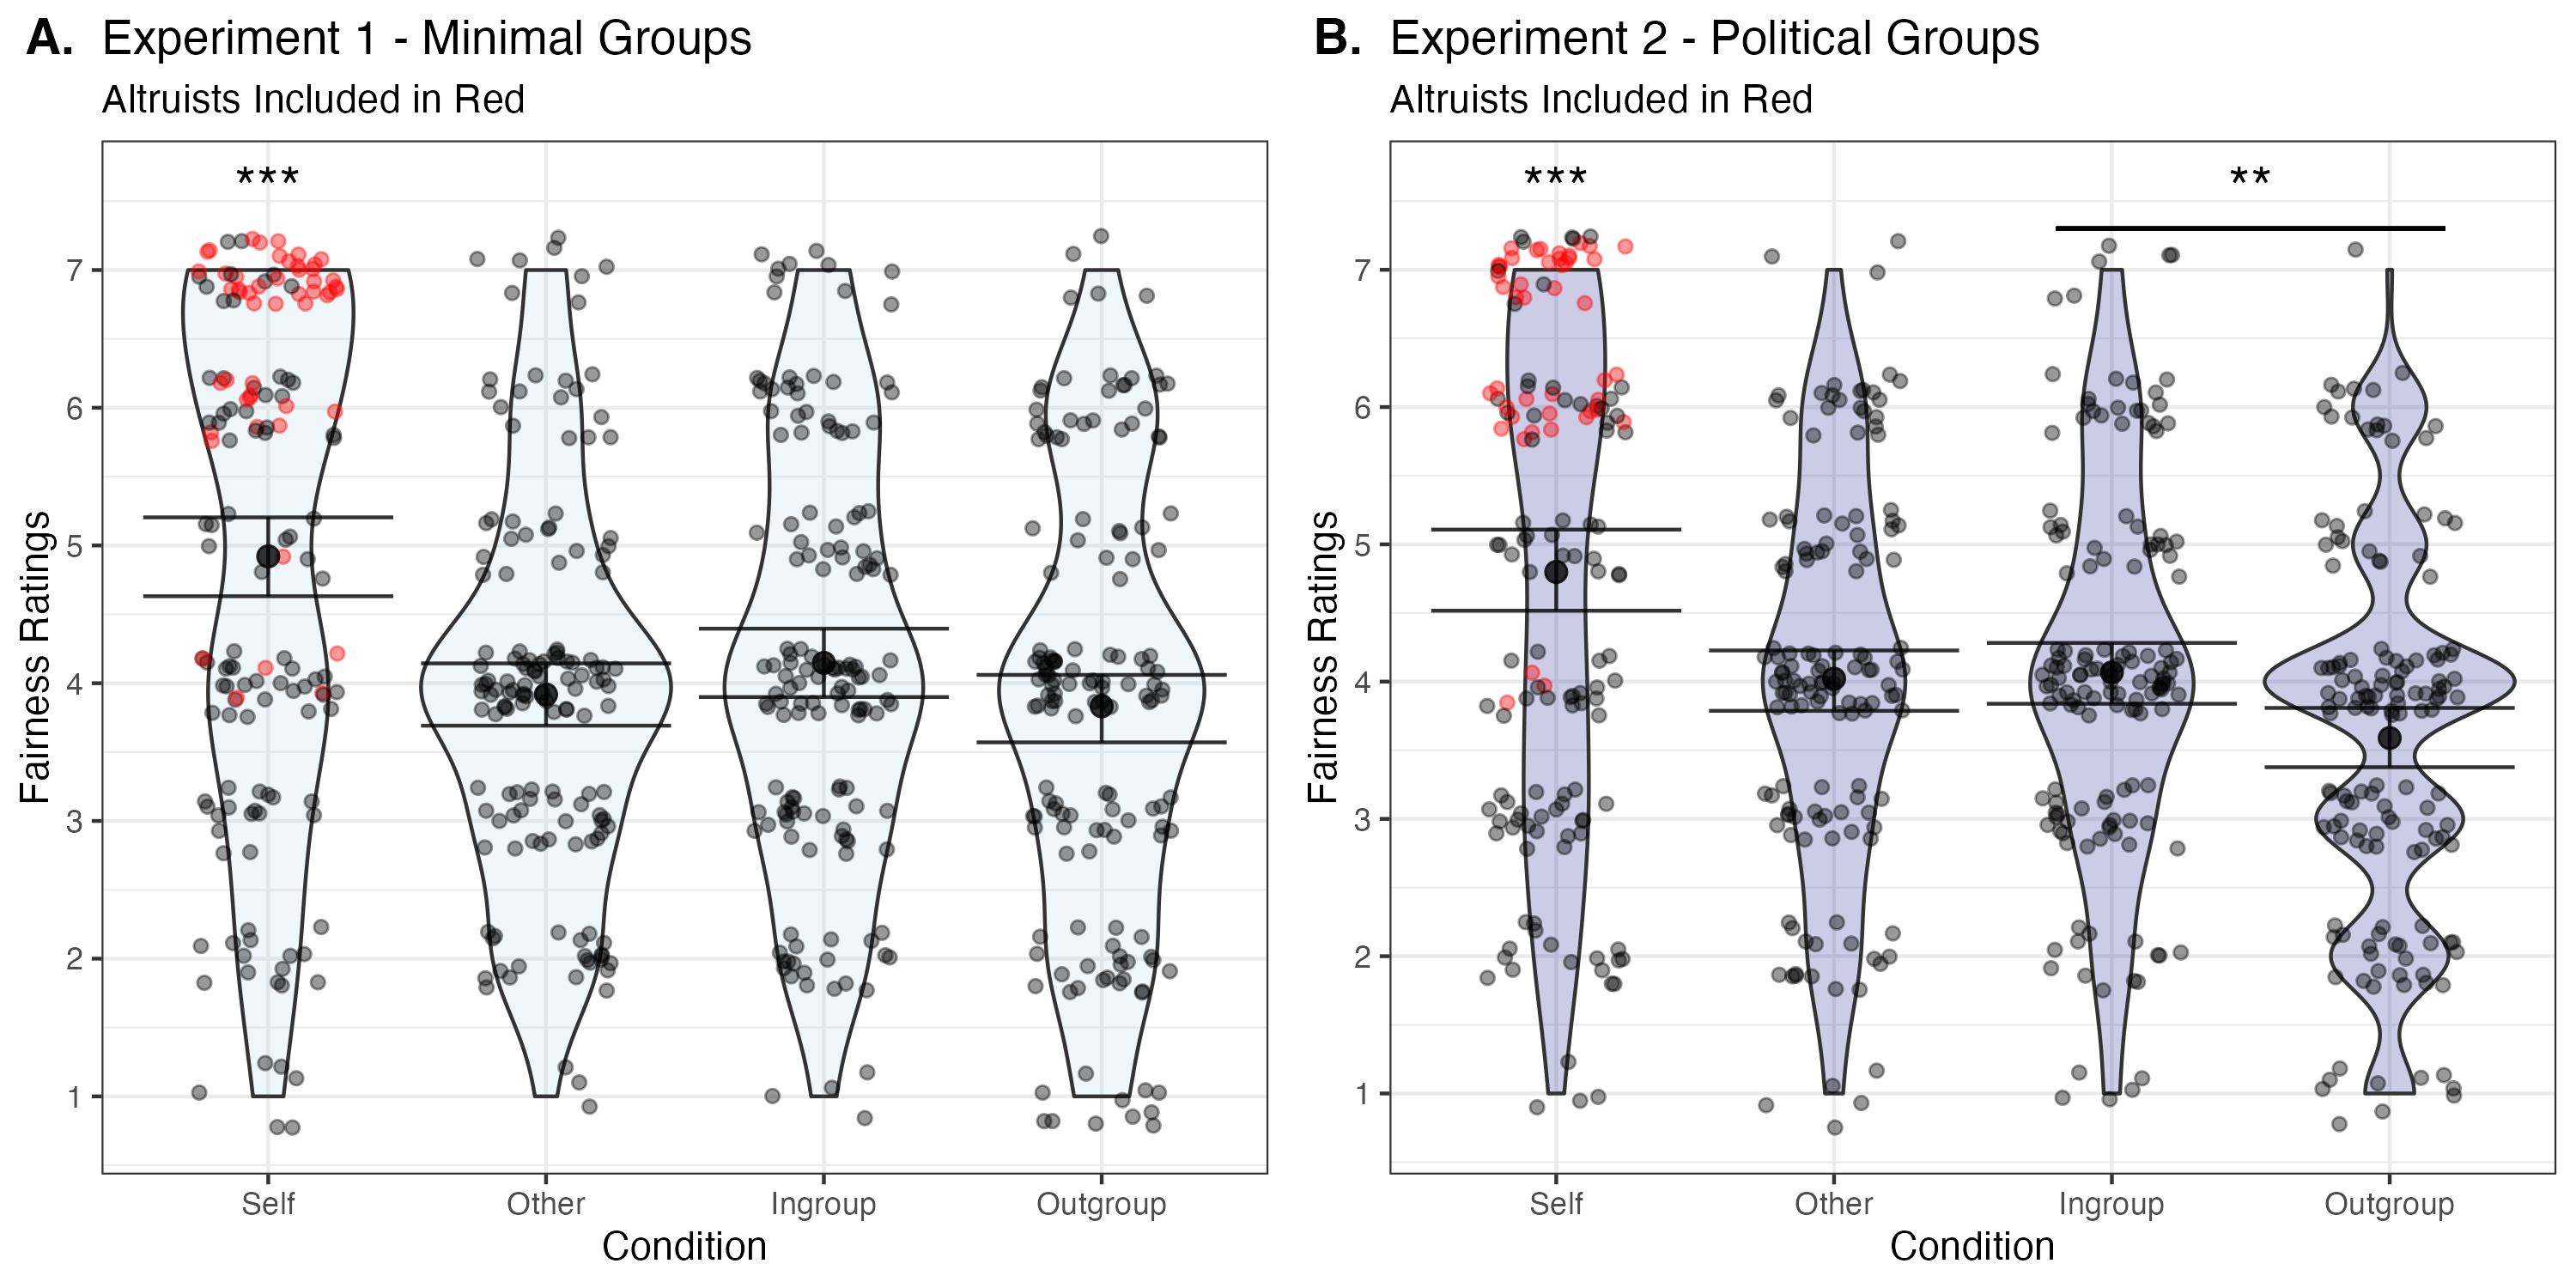 A. Experiment 1 - Minimal Groups
Altruists Included in Red
***
7
6
5
4
3
2
1
Fairness Ratings
Self Other Ingroup Outgroup
Condition
B. Experiment 2 - Political Groups
Altruists Included in Red
*** **
7
6
5
4
3
2
1
Fairness Ratings
Self Other Ingroup Outgroup
Condition